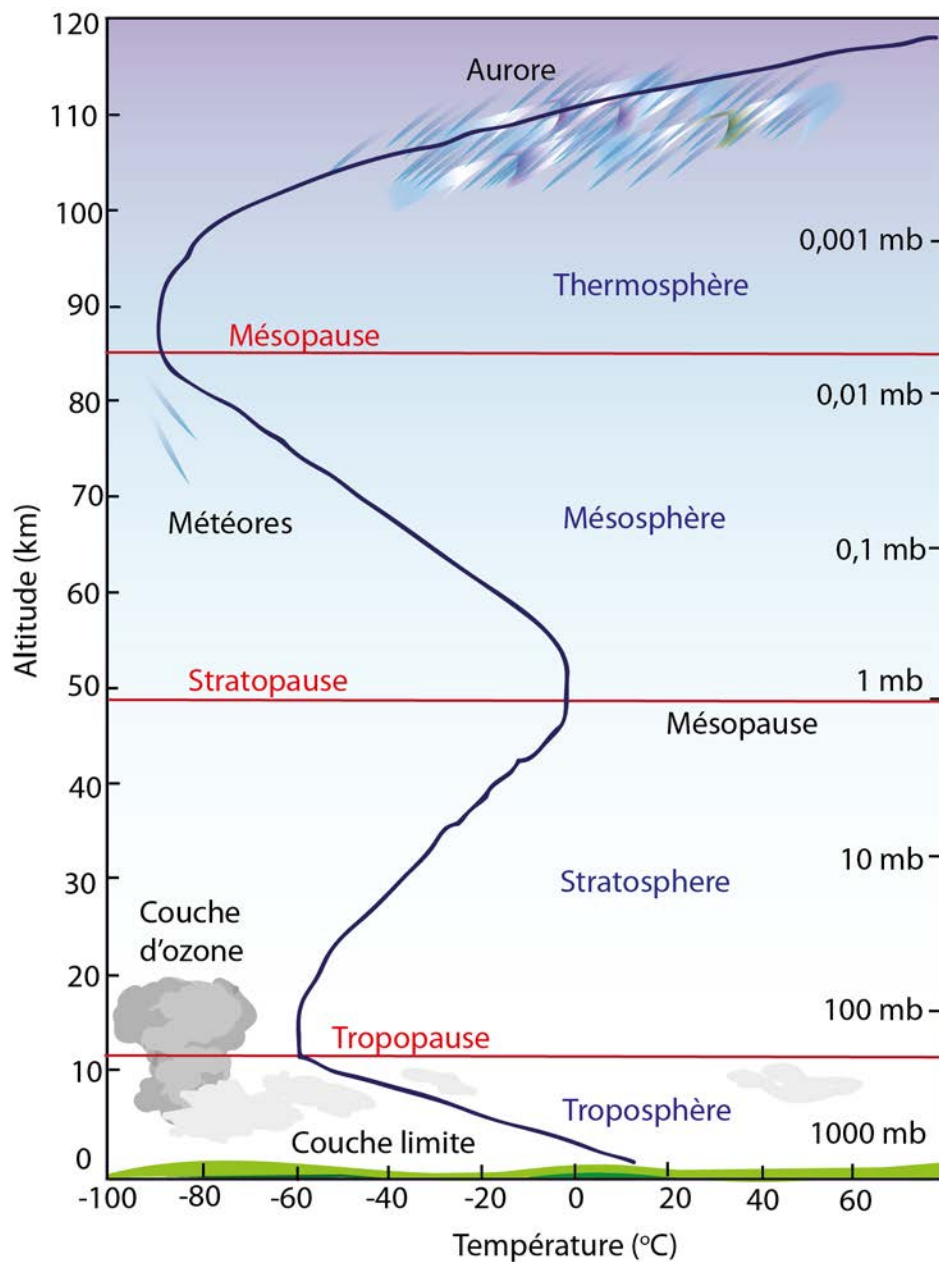 120
Aurore
110
100
0,001 mb
Thermosphère
90
Mésopause
80
0,01 mb
70
Météores
Mésosphère
0,1 mb
60
Altitude (km)
Stratopause
1 mb
50
Mésopause
40
10 mb
30
Stratosphere
Couche
d’ozone
20
100 mb
Tropopause
10
Troposphère
1000 mb
Couche limite
0
-100 -80 -60 -40 -20 0 20 40 60
Température (°C)